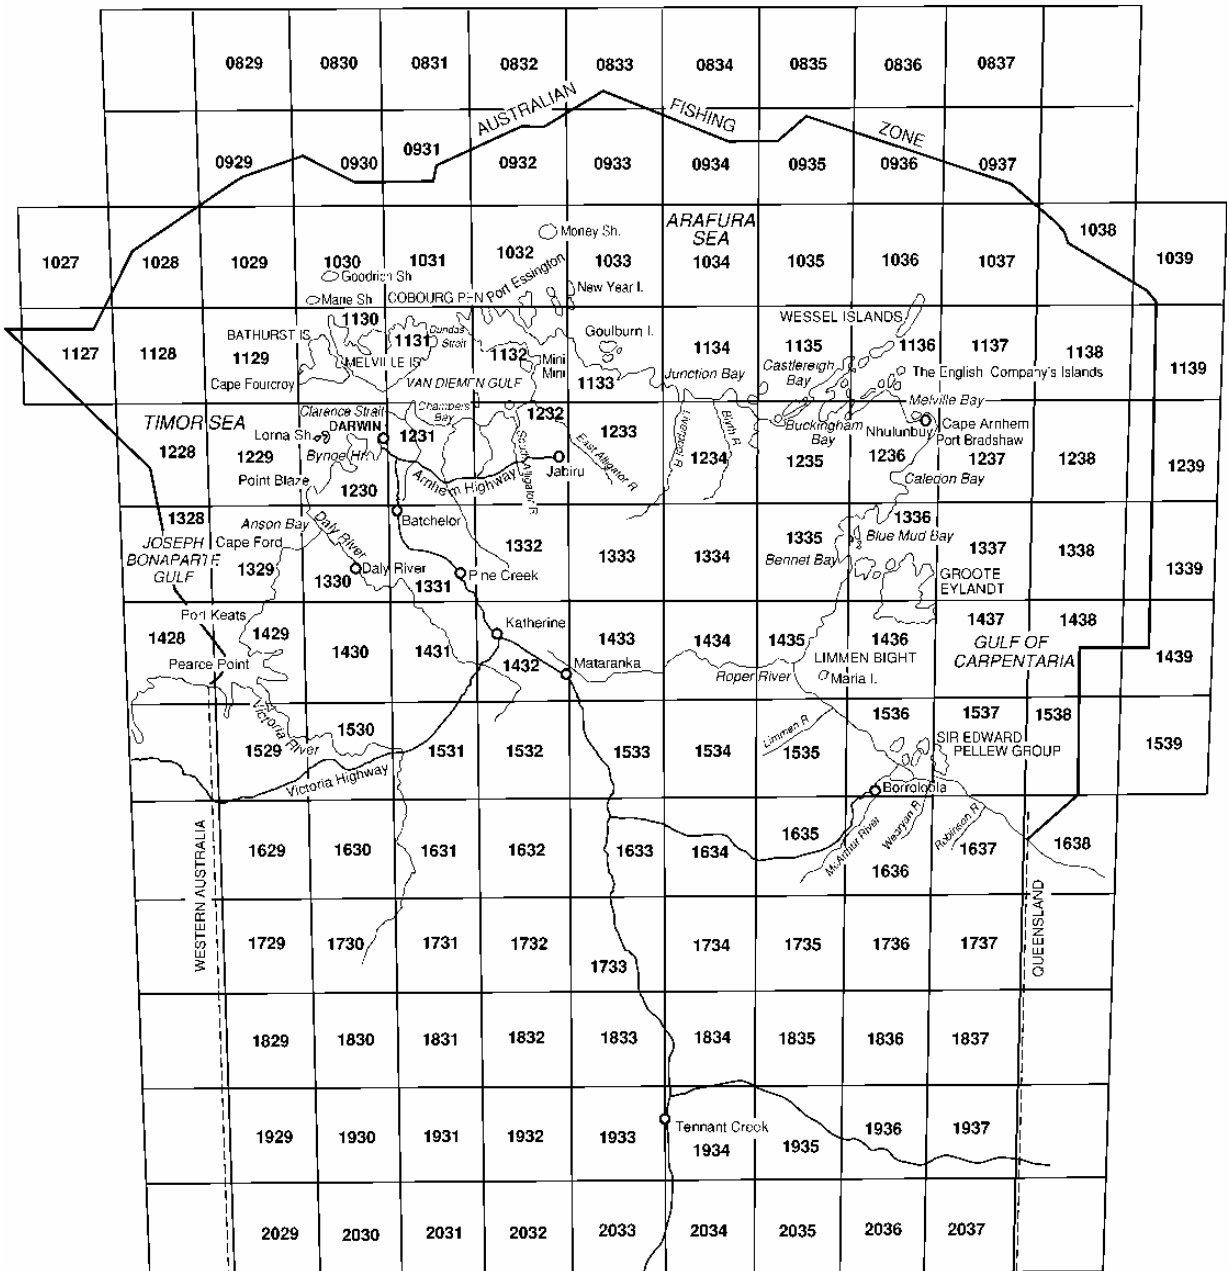 0829 0830 0831 0832 0833 0834 0835 0836 0837
AUSTRALIAN FISHING ZONE
0929 0930 0931 0932 0933 0934 0935 0936 0937
ARAFURA
SEA
Money Sh.
1027 1028 1029 1030 1031 1032 1033 1034 1035 1036 1037 1038 1039
Goodrich Sh
Port Essington
New Year I.
Marie Sh
COBOURG PEN
1130
BATHURST IS
Dundas
Strait
Goulburn I.
WESSEL ISLANDS
1127 1128 1129 1131 1132 1133 1134 1135 1136 1137 1138 1139
MELVILLE IS
Mini
Mini
Junction Bay
Castlereigh
Bay
The English Company's Islands
Cape Fourcroy
VAN DIEMEN GULF
Melville Bay
TIMOR SEA
Clarence Strait
Chambers
Bay
1232
DARWIN
Lorna Sh.
1231
1233
Liverpool R
Blyth R
Buckingham
Bay
Nhulunbuy
Cape Arnhem
Port Bradshaw
1228 1229
Bynoe Hr.
South Alligator R.
East Alligator R
1234 1235 1236 1237 1238 1239
Jabiru
Point Blaze
1230
Arnhem Highway
Caledon Bay
1328
Anson Bay
Daly River
Batchelor
1336
JOSEPH
BONAPARTE
GULF
Cape Ford
1335
Blue Mud Bay
1329 1330
Daly River
1331
Pine Creek
1332 1333 1334
Bennet Bay
1337 1338 1339
GROOTE
EYLANDT
Port Keats
Katherine
1428 1429 1430 1431 1432 1433 1434 1435 1436 1437 1438 1439
GULF OF
CARPENTARIA
Pearce Point
Mataranka
LIMMEN BIGHT
Roper River
Maria I.
Victoria River
1529 1530 1531 1532 1533 1534 1535 1536 1537 1538 1539
Limmen R
SIR EDWARD
PELLEW GROUP
Victoria Highway
Borroloola
WESTERN AUSTRALIA
1629 1630 1631 1632 1633 1634 1635 1636 1637 1638
McArthur River
Wearyan R
Robinson R
QUEENSLAND
1729 1730 1731 1732 1733 1734 1735 1736 1737
1829 1830 1831 1832 1833 1834 1835 1836 1837
1929 1930 1931 1932 1933 1934 1935 1936 1937
Tennant Creek
2029 2030 2031 2032 2033 2034 2035 2036 2037